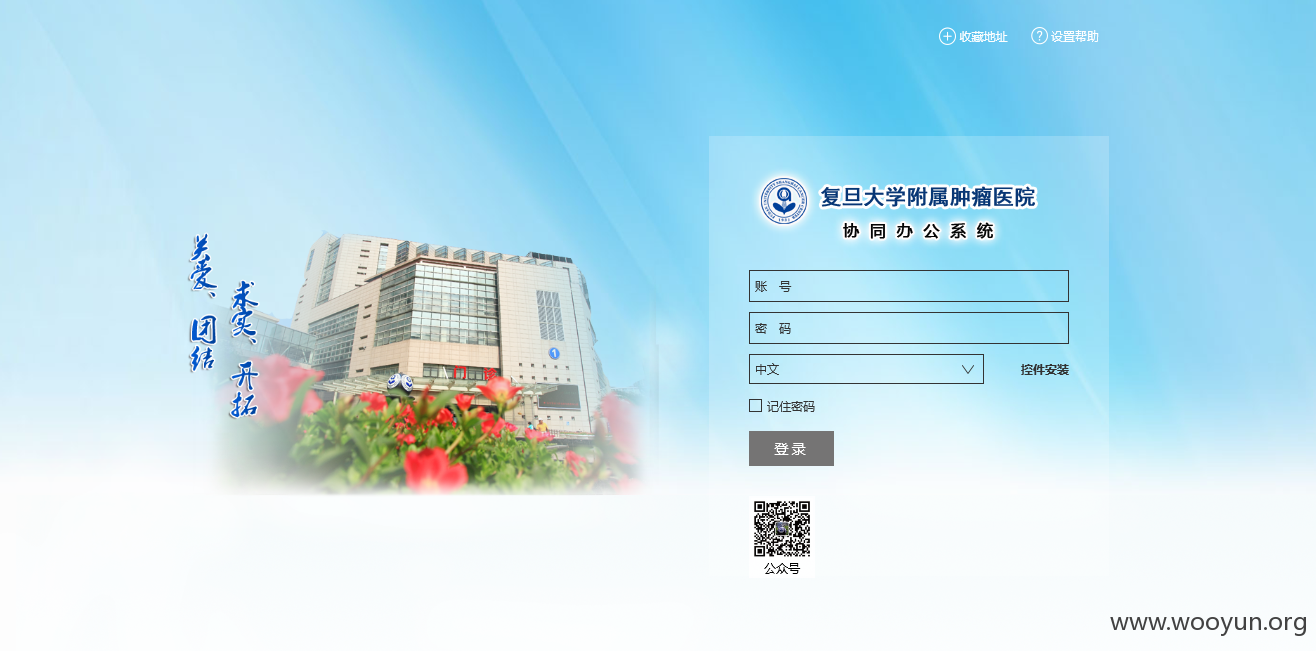 收藏地址
设置帮助
复旦大学附属肿瘤医院
协同办公系统
关爱、团结
求实、开拓
1
门诊
账 号
密 码
中文
控件安装
记住密码
登录
公众号
www.wooyun.org